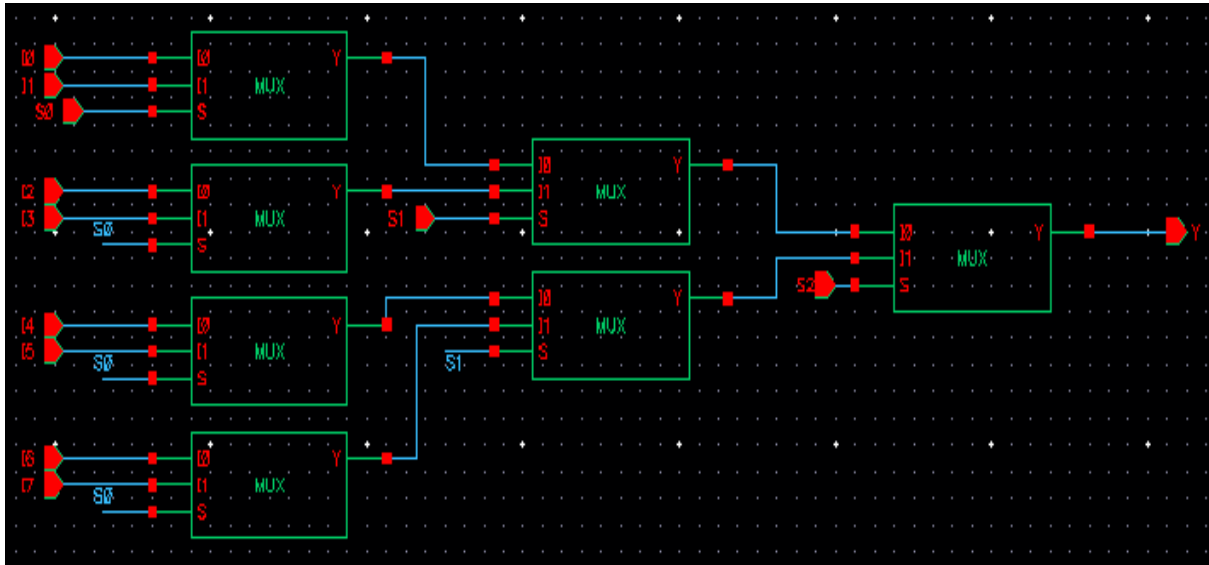 I0 I0 Y
I1 I1 MUX
S0 S
I2 I0 Y
I3 I1 MUX
S0 S
I4 I0 Y
I5 I1 MUX
S0 S
I6 I0 Y
I7 I1 MUX
S0 S
I0 Y
I1 MUX
S1 S
I0 Y
I1 MUX
S1 S
I0 Y Y
I1 MUX
S2 S